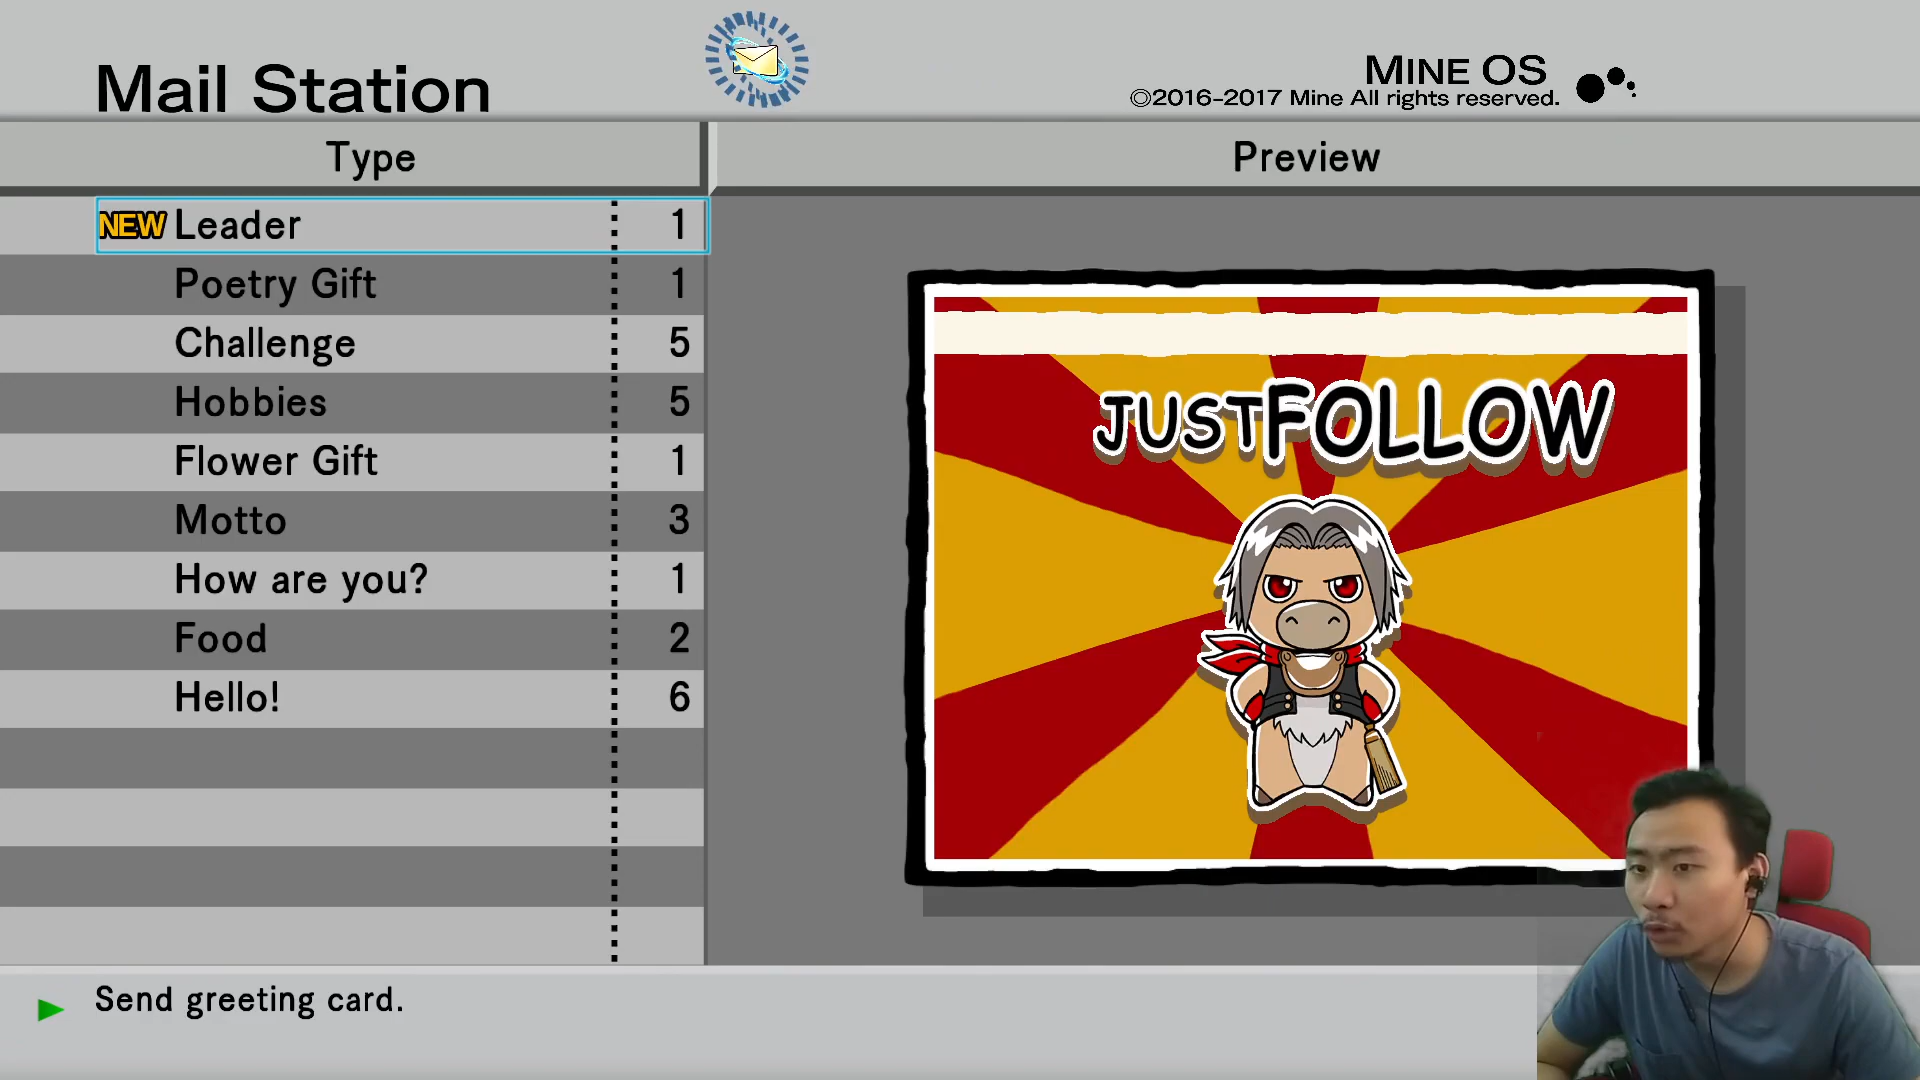 Mail Station
MINE OS
©2016-2017 Mine All rights reserved.
Type
Preview
NEW Leader 1
Poetry Gift 1
Challenge 5
Hobbies 5
Flower Gift 1
Motto 3
How are you? 1
Food 2
Hello! 6
JUST FOLLOW
Send greeting card.